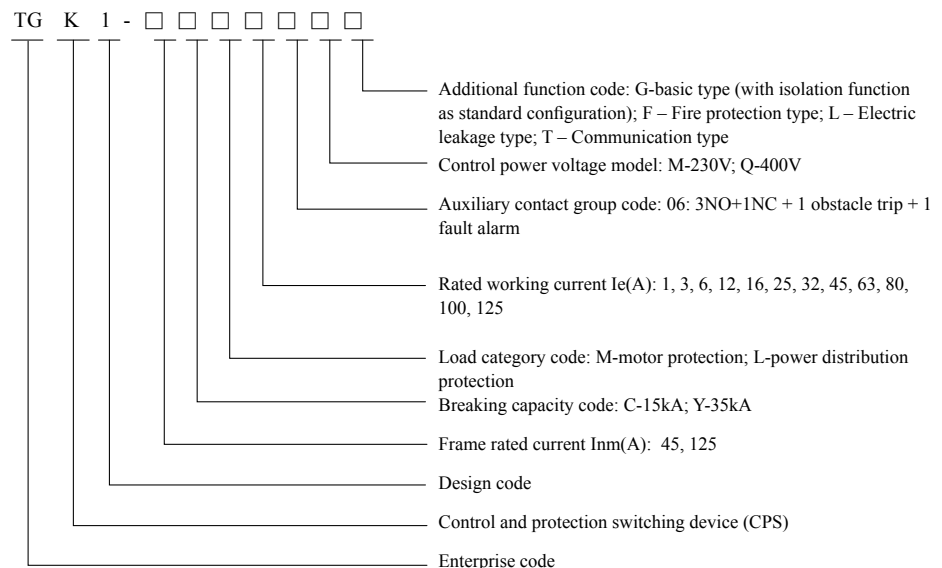 TG K 1 - □ □ □ □ □ □ □
Additional function code: G-basic type (with isolation function
as standard configuration); F – Fire protection type; L – Electric
leakage type; T – Communication type
Control power voltage model: M-230V; Q-400V
Auxiliary contact group code: 06: 3NO+1NC + 1 obstacle trip + 1
fault alarm
Rated working current Ie(A): 1, 3, 6, 12, 16, 25, 32, 45, 63, 80,
100, 125
Load category code: M-motor protection; L-power distribution
protection
Breaking capacity code: C-15kA; Y-35kA
Frame rated current Inm(A): 45, 125
Design code
Control and protection switching device (CPS)
Enterprise code